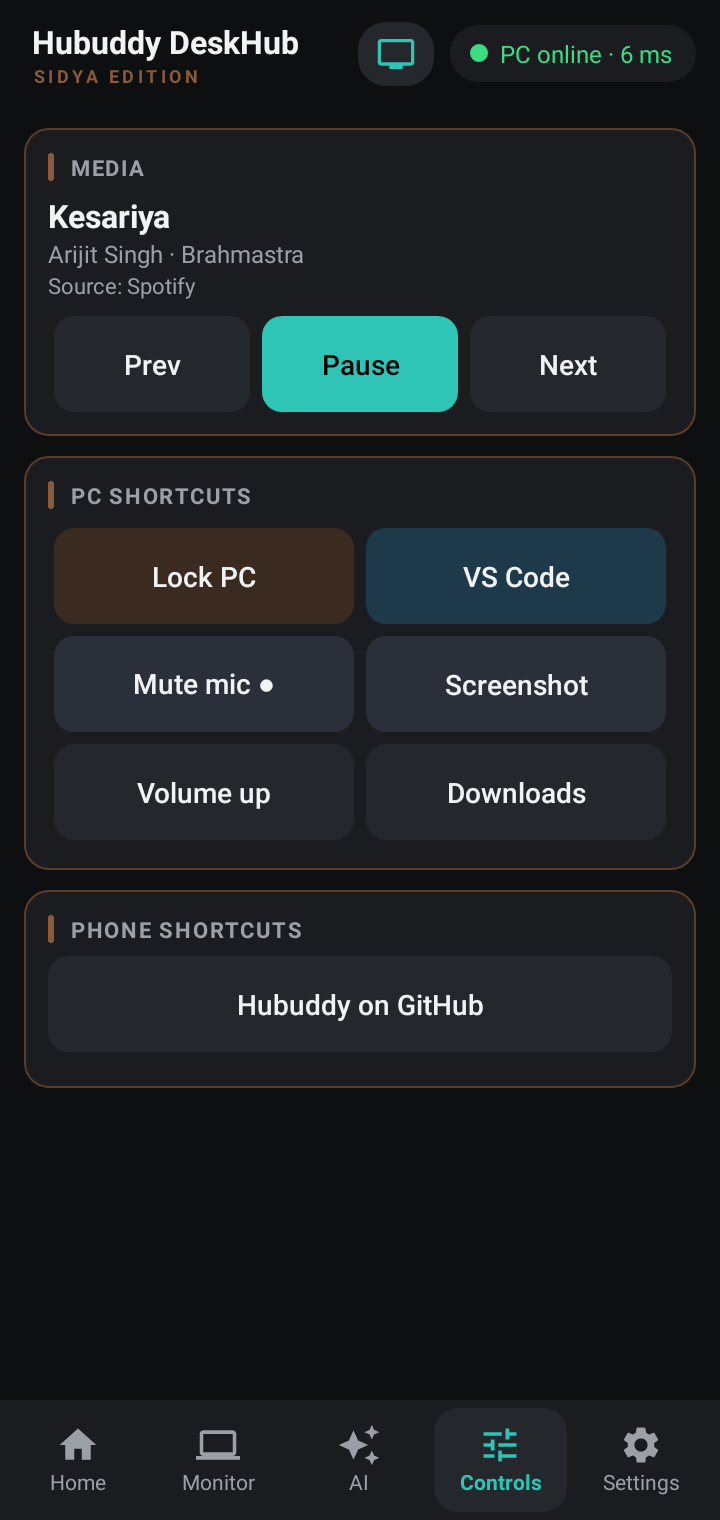 Hubuddy DeskHub
SIDYA EDITION
PC online · 6 ms
MEDIA
Kesariya
Arijit Singh · Brahmastra
Source: Spotify
Prev
Pause
Next
PC SHORTCUTS
Lock PC
VS Code
Mute mic ●
Screenshot
Volume up
Downloads
PHONE SHORTCUTS
Hubuddy on GitHub
Home
Monitor
AI
Controls
Settings